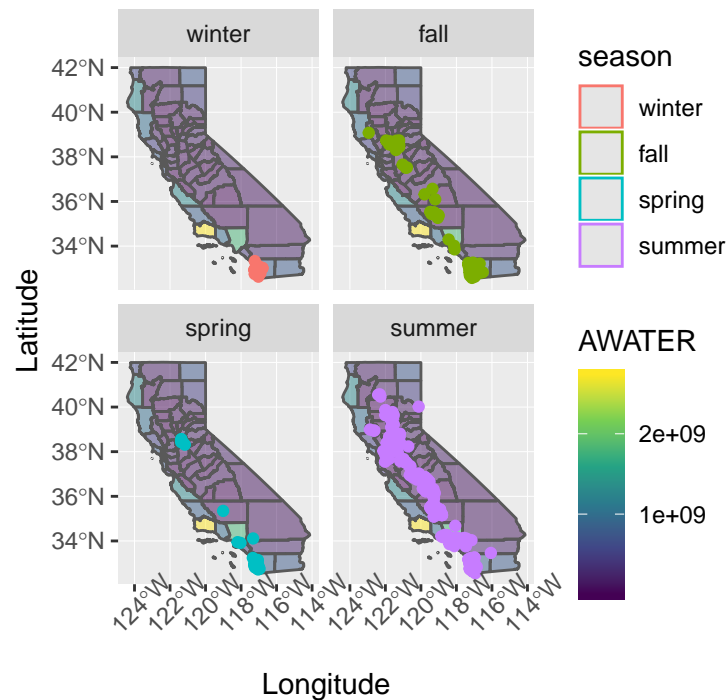 winter
fall
42°N
40°N
38°N
36°N
34°N
spring
summer
42°N
40°N
38°N
36°N
34°N
124°W
122°W
120°W
118°W
116°W
114°W
124°W
122°W
120°W
118°W
116°W
114°W
Latitude
Longitude
season
winter
fall
spring
summer
AWATER
2e+09
1e+09